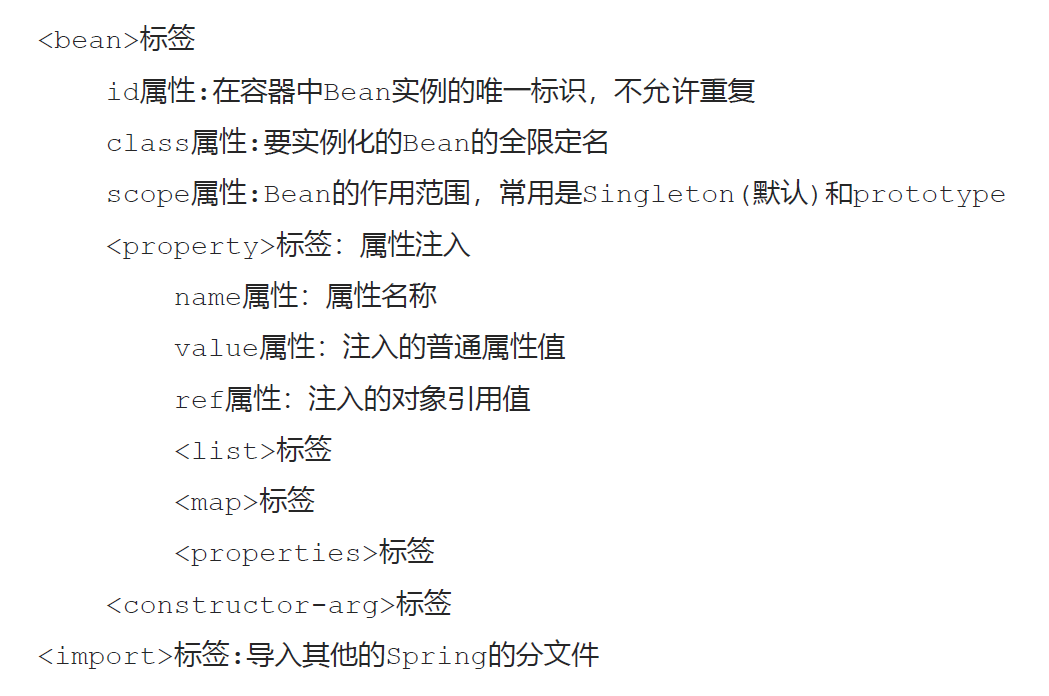 <bean>标签
id属性:在容器中Bean实例的唯一标识，不允许重复
class属性:要实例化的Bean的全限定名
scope属性:Bean的作用范围，常用是Singleton(默认)和prototype
<property>标签：属性注入
name属性：属性名称
value属性：注入的普通属性值
ref属性：注入的对象引用值
<list>标签
<map>标签
<properties>标签
<constructor-arg>标签
<import>标签:导入其他的Spring的分文件